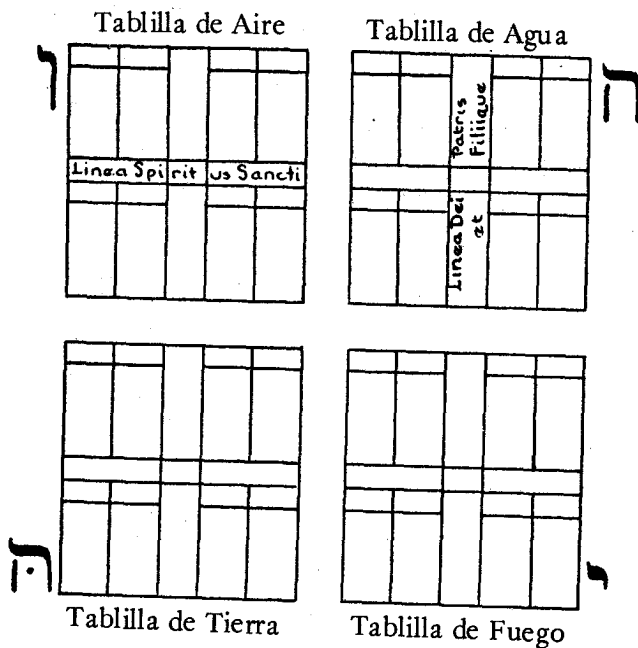 Tablilla de Aire
Tablilla de Agua
ו
ה
Linea Spiritus Sancti
Linea Dei
et
Patris
Filiique
הּ
י
Tablilla de Tierra
Tablilla de Fuego